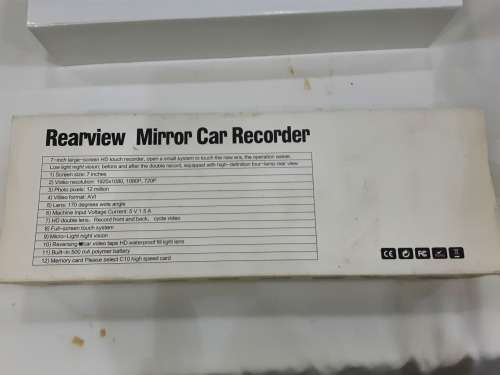 Rearview Mirror Car Recorder
7-inch large-screen HD touch recorder, open a small system to touch the new era, the operation easier.
Low light night vision; before and after the double record, equipped with high-definition four-lamp rear view
1) Screen size: 7 inches
2) Video resolution: 1920x1080, 1080P, 720P
3) Photo pixels: 12 million
4) Video format: AVI
5) Lens: 170 degrees wide angle
6) Machine Input Voltage Current: 5 V 1.5 A
7) HD double lens, Record front and back, cycle video
8) Full-screen touch system
9) Micro-Light night vision
10) Reversing car video taps HD waterproof fill light lens
11) Built-in 500 mA polymer battery
12) Memory card Please select C10 high speed card
CE FC